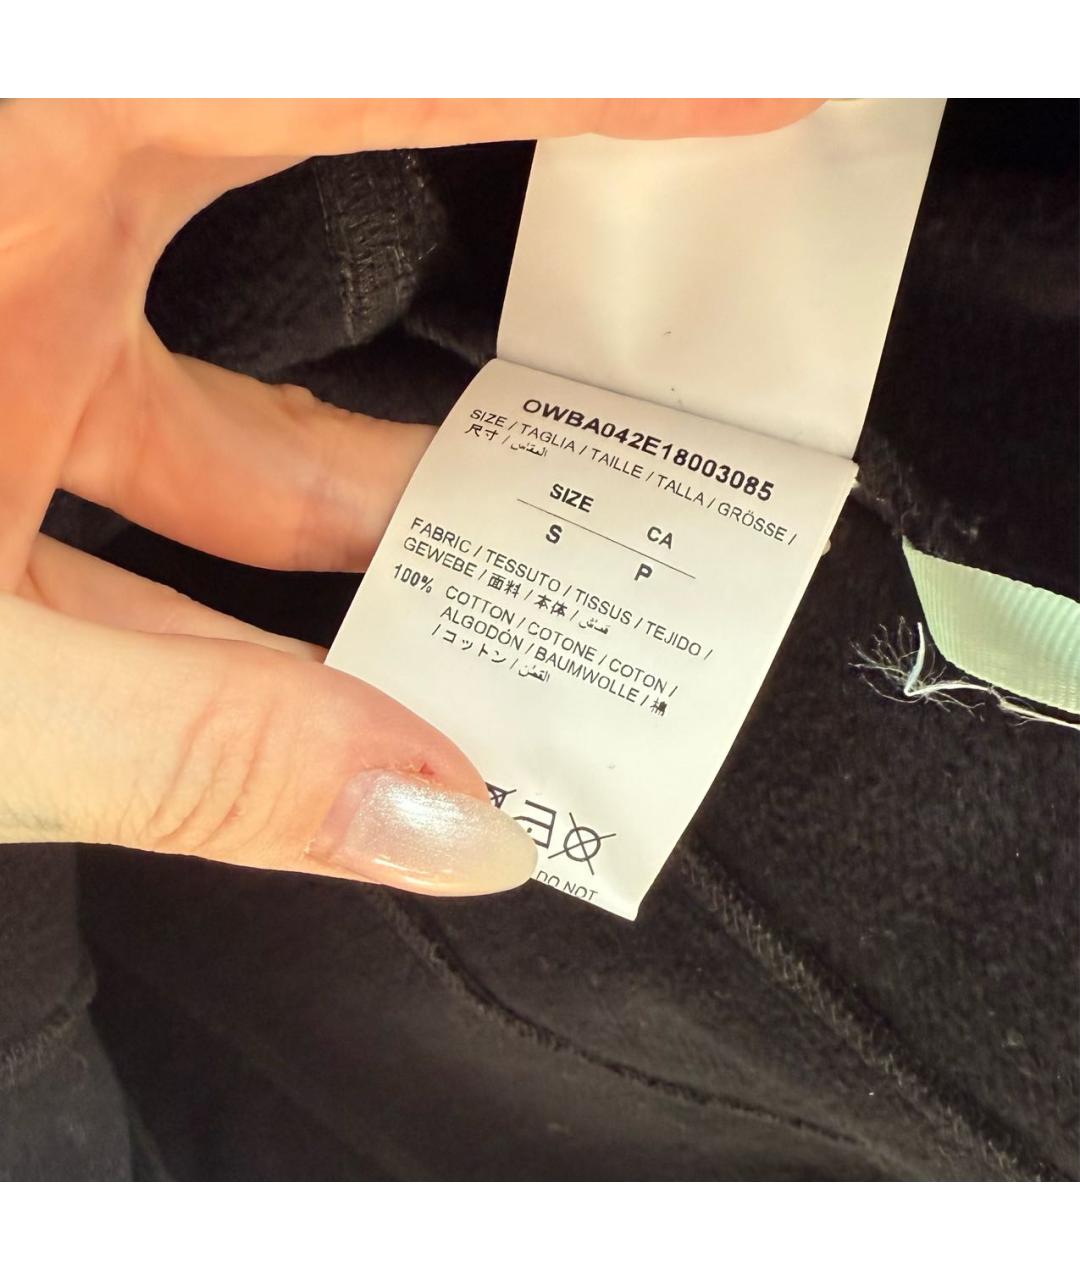 OWBA042E18003085
SIZE / TAGLIA / TAILLE / TALLA / GRÖSSE /
尺寸 / المقاس
SIZE CA
S P
FABRIC / TESSUTO / TISSUS / TEJIDO /
GEWEBE / 面料 / 本体 / قماش
100% COTTON / COTONE / COTON /
ALGODÓN / BAUMWOLLE / 棉
/ コットン / القطن
DO NOT